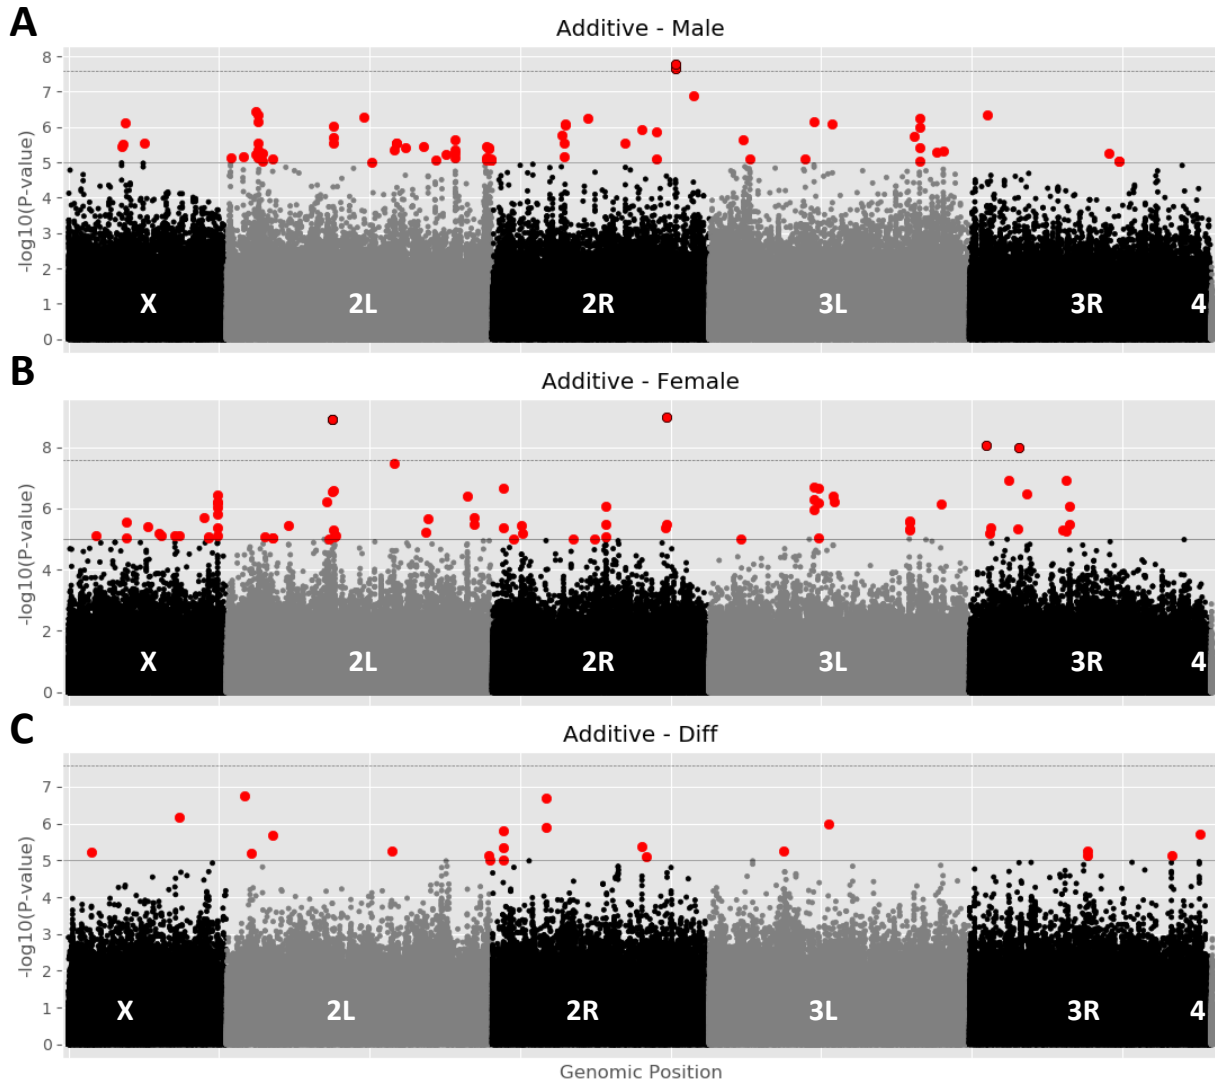 A
Additive - Male
8
7
6
5
4
3
2
1
0
-log10(P-value)
X 2L 2R 3L 3R 4
B
Additive - Female
8
6
4
2
0
-log10(P-value)
X 2L 2R 3L 3R 4
C
Additive - Diff
7
6
5
4
3
2
1
0
-log10(P-value)
X 2L 2R 3L 3R 4
Genomic Position